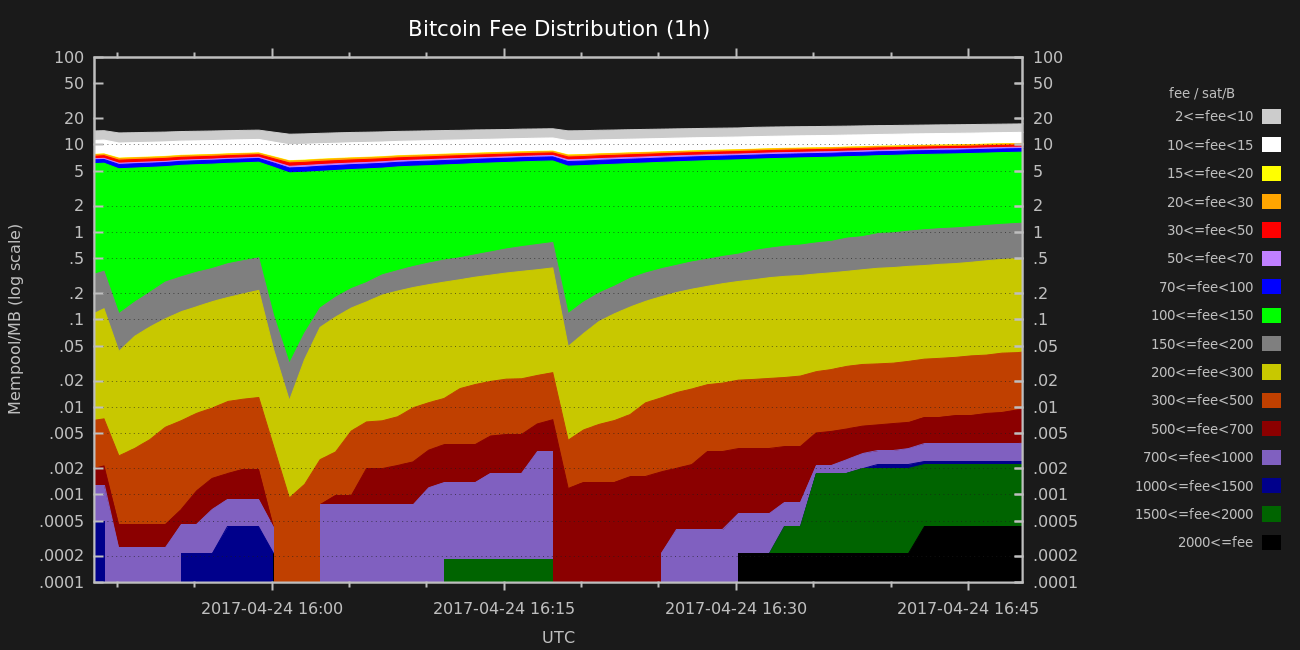 Bitcoin Fee Distribution (1h)
Mempool/MB (log scale)
100
50
20
10
5
2
1
.5
.2
.1
.05
.02
.01
.005
.002
.001
.0005
.0002
.0001
100
50
20
10
5
2
1
.5
.2
.1
.05
.02
.01
.005
.002
.001
.0005
.0002
.0001
2017-04-24 16:00 2017-04-24 16:15 2017-04-24 16:30 2017-04-24 16:45
UTC
fee / sat/B
2<=fee<10
10<=fee<15
15<=fee<20
20<=fee<30
30<=fee<50
50<=fee<70
70<=fee<100
100<=fee<150
150<=fee<200
200<=fee<300
300<=fee<500
500<=fee<700
700<=fee<1000
1000<=fee<1500
1500<=fee<2000
2000<=fee